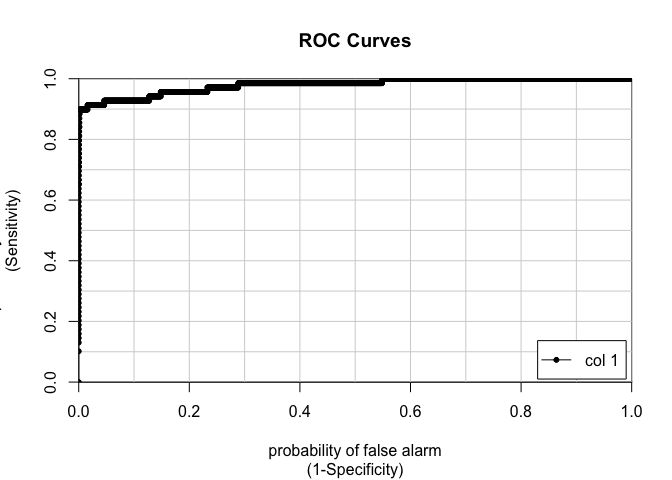 ROC Curves
(Sensitivity)
1.0
0.8
0.6
0.4
0.2
0.0
col 1
0.0 0.2 0.4 0.6 0.8 1.0
probability of false alarm
(1-Specificity)